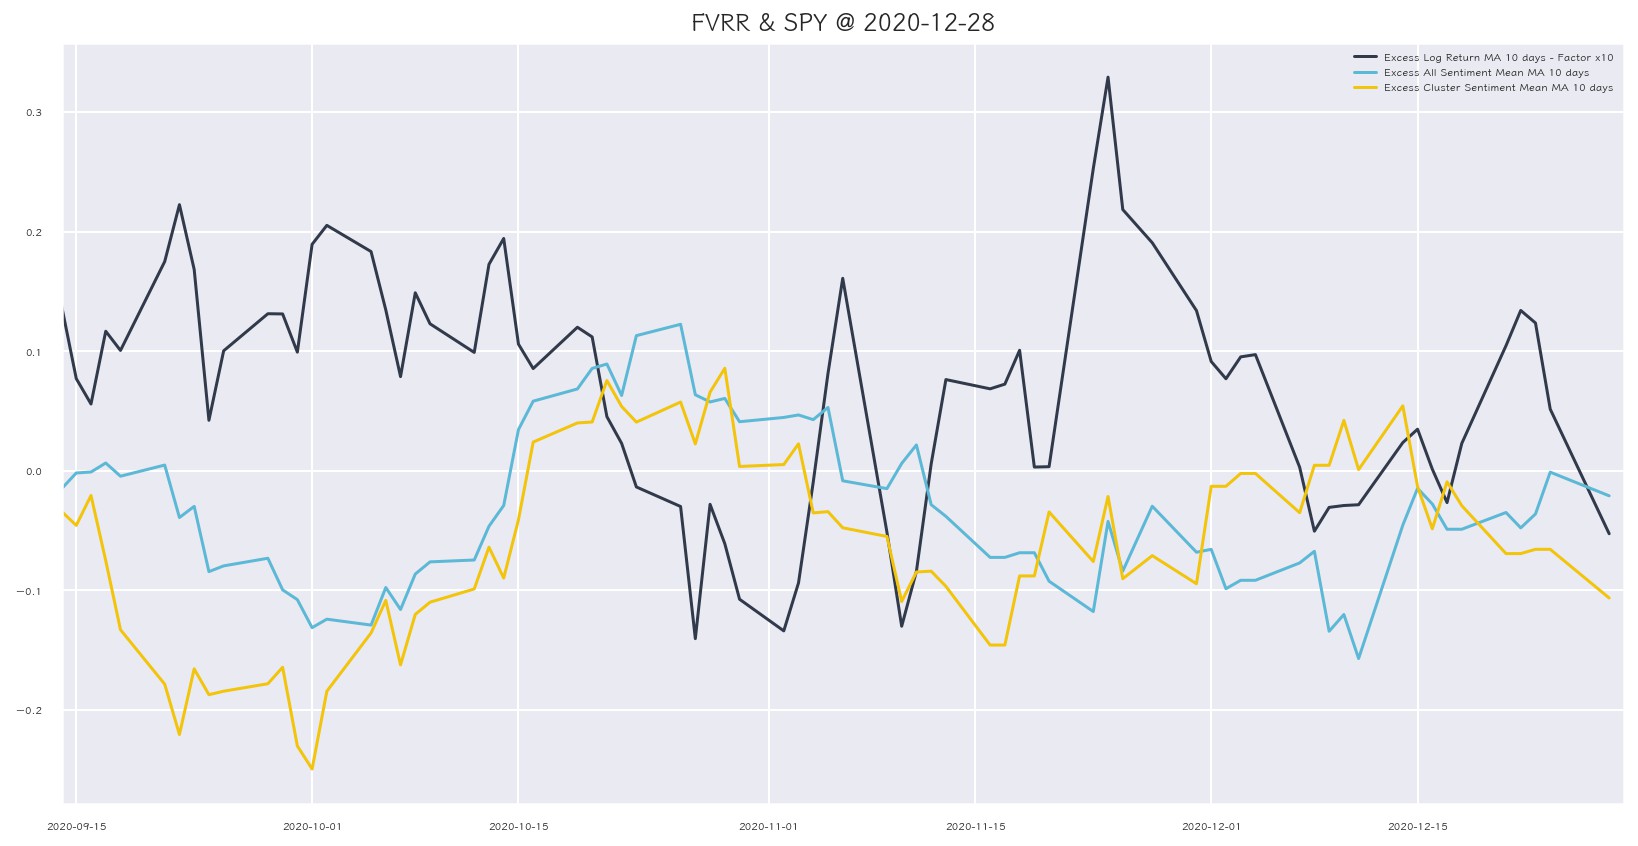 FVRR & SPY @ 2020-12-28
Excess Log Return MA 10 days - Factor x10
Excess All Sentiment Mean MA 10 days
Excess Cluster Sentiment Mean MA 10 days
0.3
0.2
0.1
0.0
−0.1
−0.2
2020-09-15 2020-10-01 2020-10-15 2020-11-01 2020-11-15 2020-12-01 2020-12-15